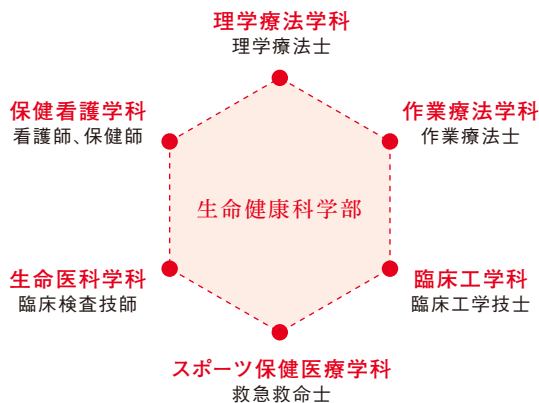 理学療法学科
理学療法士
保健看護学科
看護師、保健師
作業療法学科
作業療法士
生命健康科学部
生命医科学科
臨床検査技師
臨床工学科
臨床工学技士
スポーツ保健医療学科
救急救命士